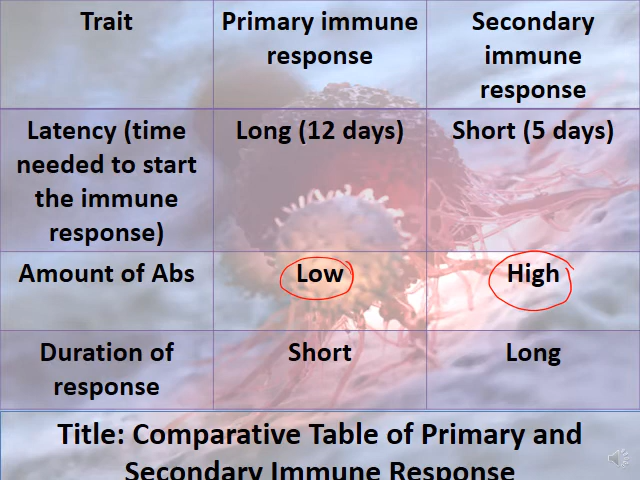 Trait
Primary immune
response
Secondary
immune
response
Latency (time
needed to start
the immune
response)
Long (12 days)
Short (5 days)
Amount of Abs
Low
High
Duration of
response
Short
Long
Title: Comparative Table of Primary and
Secondary Immune Response